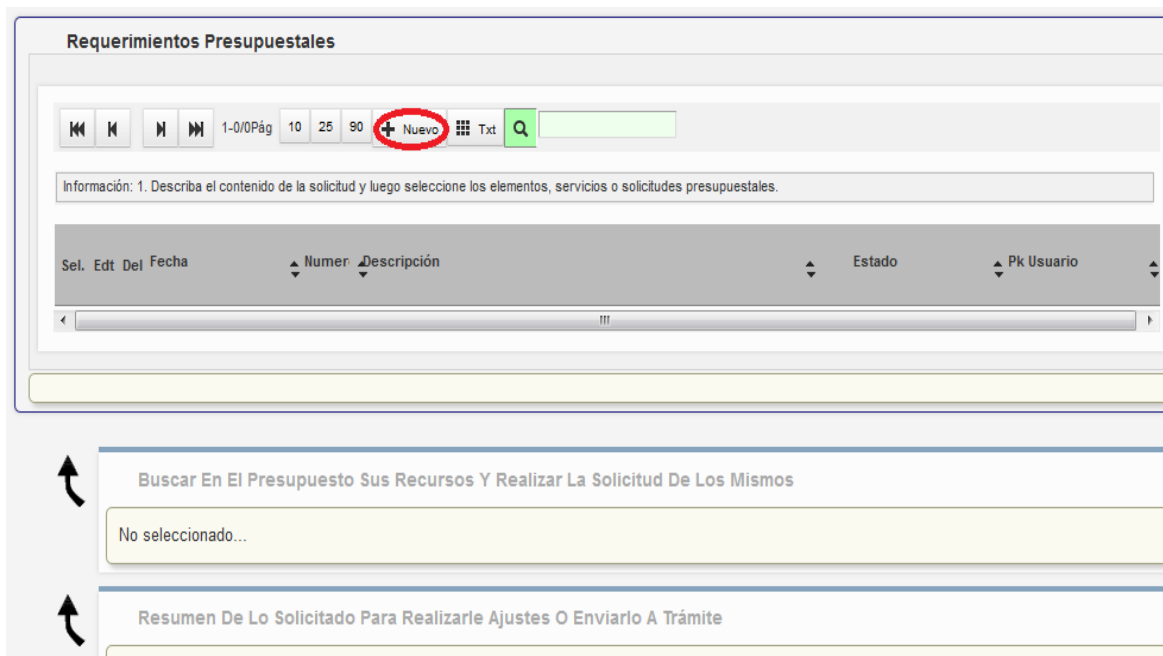 Requerimientos Presupuestales
1-0/0Pág 10 25 90 Nuevo Txt
Información: 1. Describa el contenido de la solicitud y luego seleccione los elementos, servicios o solicitudes presupuestales.
Sel. Edt Del Fecha Numer Descripción Estado Pk Usuario
Buscar En El Presupuesto Sus Recursos Y Realizar La Solicitud De Los Mismos
No seleccionado...
Resumen De Lo Solicitado Para Realizarle Ajustes O Enviarlo A Trámite